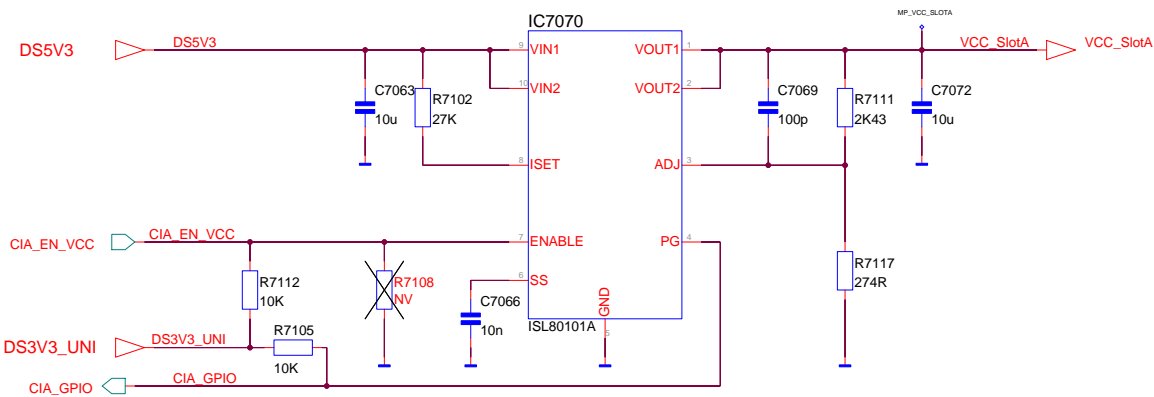 IC7070
MP_VCC_SLOTA
DS5V3
DS5V3
9
VIN1
VOUT1
1
VCC_SlotA
VCC_SlotA
10
VIN2
VOUT2
2
C7063
10u
R7102
27K
C7069
100p
R7111
2K43
C7072
10u
8
ISET
ADJ
3
CIA_EN_VCC
CIA_EN_VCC
7
ENABLE
PG
4
R7112
10K
R7108
NV
6
SS
C7066
10n
GND
5
ISL80101A
R7117
274R
DS3V3_UNI
DS3V3_UNI
R7105
10K
CIA_GPIO
CIA_GPIO